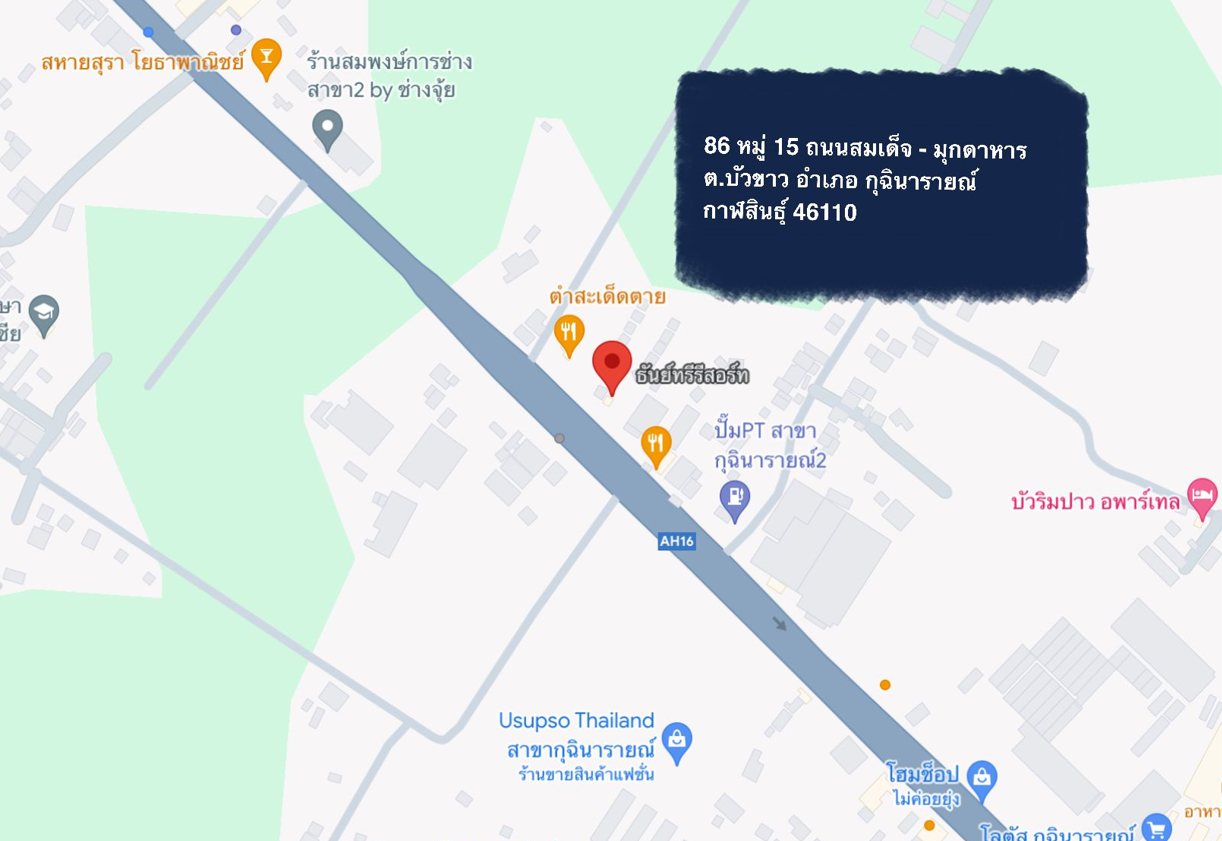 สหายสุรา โยธาพาณิชย์
ร้านสมพงษ์การช่าง
สาขา2 by ช่างจุ้ย
86 หมู่ 15 ถนนสมเด็จ - มุกดาหาร
ต.บัวขาว อำเภอ กุฉินารายณ์
กาฬสินธุ์ 46110
ตำสะเด็ดตาย
ธันย์ทรีรีสอร์ท
ปั๊มPT สาขา
กุฉินารายณ์2
บัวริมปาว อพาร์เทล
AH16
Usupso Thailand
สาขากุฉินารายณ์
ร้านขายสินค้าแฟชั่น
โฮมช็อป
ไม่ค่อยยุ่ง
โลตัส กุฉินารายณ์